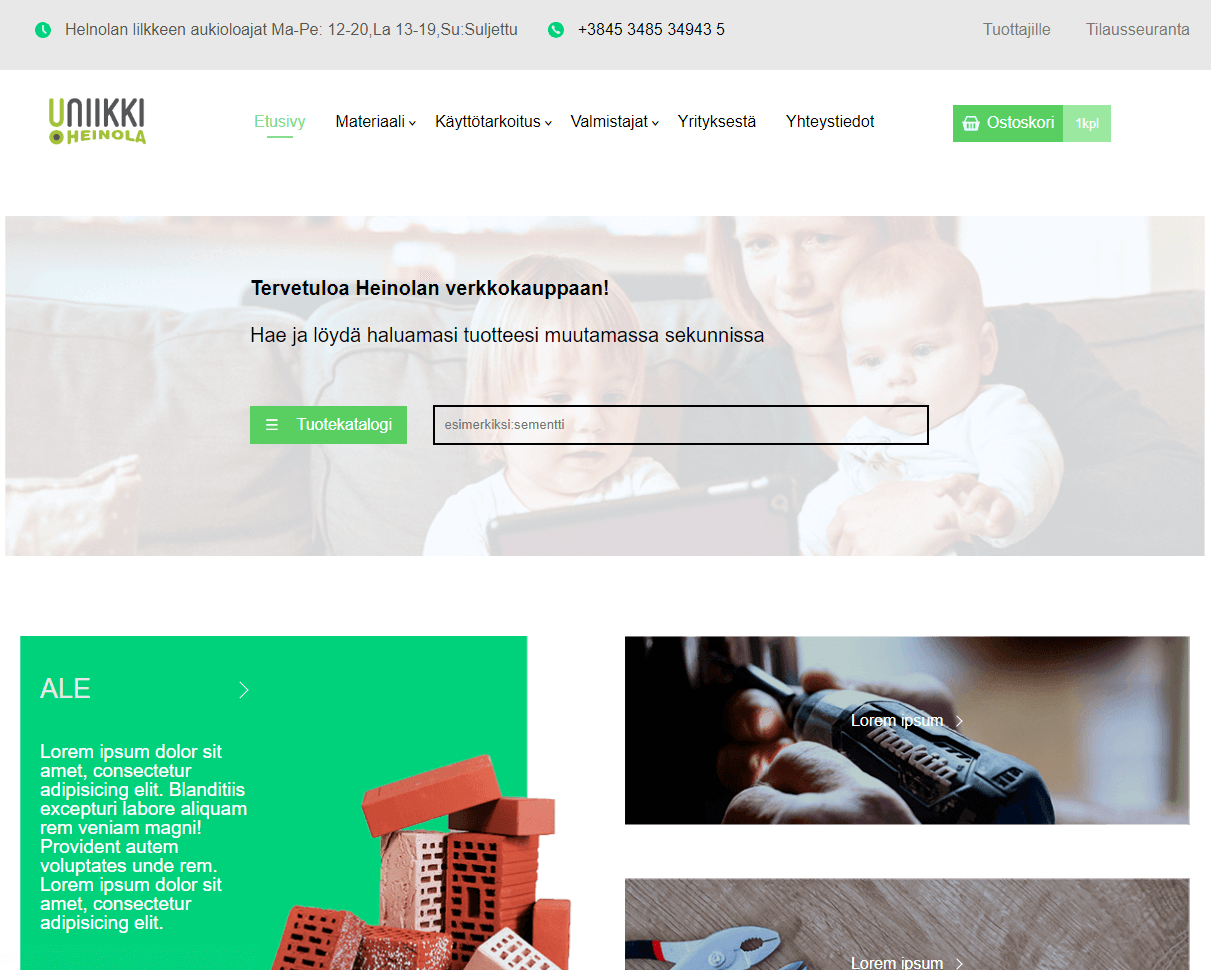 Helnolan lilkkeen aukioloajat Ma-Pe: 12-20,La 13-19,Su:Suljettu
+3845 3485 34943 5
Tuottajille
Tilausseuranta
UNIIKKI
HEINOLA
Etusivy
Materiaali
Käyttötarkoitus
Valmistajat
Yrityksestä
Yhteystiedot
Ostoskori
1kpl
Tervetuloa Heinolan verkkokauppaan!
Hae ja löydä haluamasi tuotteesi muutamassa sekunnissa
Tuotekatalogi
esimerkiksi:sementti
ALE
Lorem ipsum dolor sit
amet, consectetur
adipisicing elit. Blanditiis
excepturi labore aliquam
rem veniam magni!
Provident autem
voluptates unde rem.
Lorem ipsum dolor sit
amet, consectetur
adipisicing elit.
Lorem ipsum
makita
Lorem ipsum